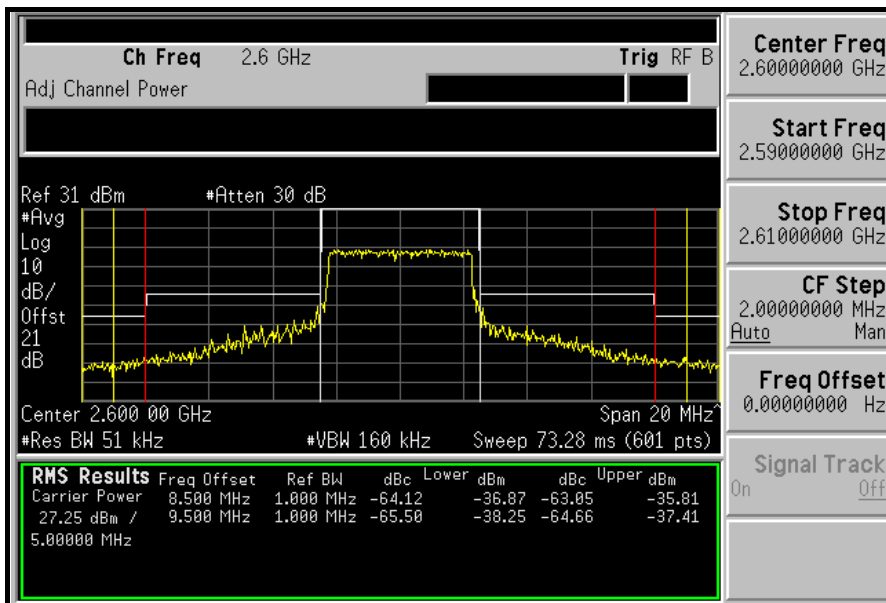 Ch Freq 2.6 GHz Trig RF B
Adj Channel Power
Ref 31 dBm #Atten 30 dB
#Avg
Log
10
dB/
Offst
21
dB
Center 2.600 00 GHz Span 20 MHz^
#Res BW 51 kHz #VBW 160 kHz Sweep 73.28 ms (601 pts)
RMS Results Freq Offset Ref BW dBc Lower dBm dBc Upper dBm
Carrier Power 8.500 MHz 1.000 MHz -64.12 -36.87 -63.05 -35.81
27.25 dBm / 9.500 MHz 1.000 MHz -65.50 -38.25 -64.66 -37.41
5.00000 MHz
Center Freq
2.60000000 GHz
Start Freq
2.59000000 GHz
Stop Freq
2.61000000 GHz
CF Step
2.00000000 MHz
Auto Man
Freq Offset
0.00000000 Hz
Signal Track
On Off